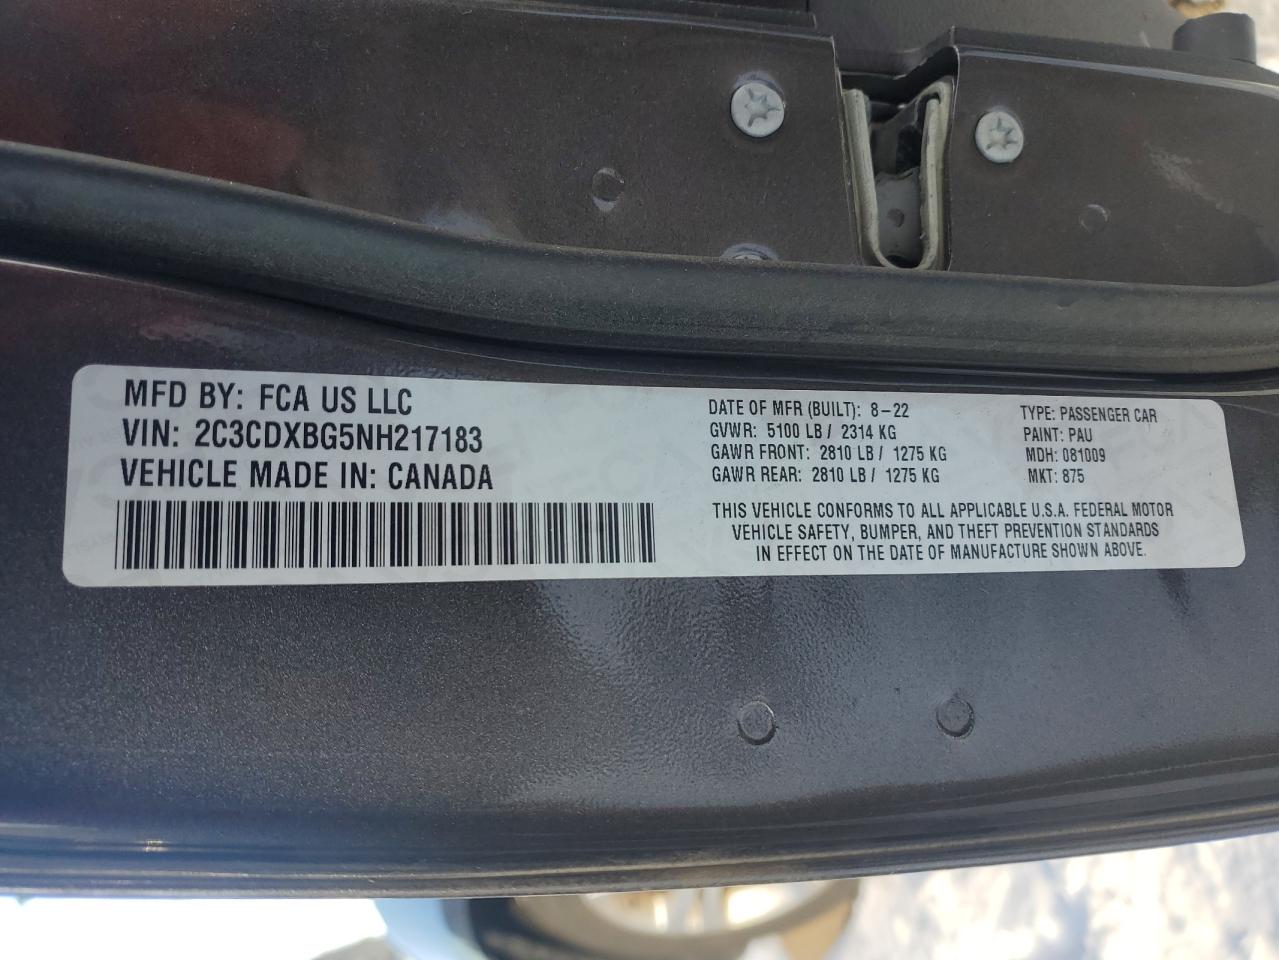 MFD BY: FCA US LLC
VIN: 2C3CDXBG5NH217183
VEHICLE MADE IN: CANADA
DATE OF MFR (BUILT): 8-22
GVWR: 5100 LB / 2314 KG
GAWR FRONT: 2810 LB / 1275 KG
GAWR REAR: 2810 LB / 1275 KG
TYPE: PASSENGER CAR
PAINT: PAU
MDH: 081009
MKT: 875
THIS VEHICLE CONFORMS TO ALL APPLICABLE U.S.A. FEDERAL MOTOR
VEHICLE SAFETY, BUMPER, AND THEFT PREVENTION STANDARDS
IN EFFECT ON THE DATE OF MANUFACTURE SHOWN ABOVE.